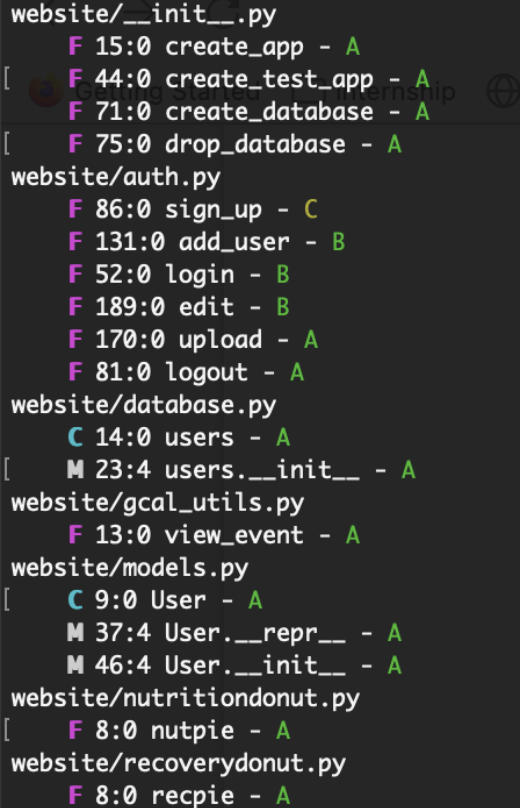 website/__init__.py
F 15:0 create_app - A
[ F 44:0 create_test_app - A
Getting Started internship
F 71:0 create_database - A
[ F 75:0 drop_database - A
website/auth.py
F 86:0 sign_up - C
F 131:0 add_user - B
F 52:0 login - B
F 189:0 edit - B
F 170:0 upload - A
F 81:0 logout - A
website/database.py
C 14:0 users - A
[ M 23:4 users.__init__ - A
website/gcal_utils.py
F 13:0 view_event - A
website/models.py
[ C 9:0 User - A
M 37:4 User.__repr__ - A
M 46:4 User.__init__ - A
website/nutritiondonut.py
[ F 8:0 nutpie - A
website/recoverydonut.py
F 8:0 recpie - A